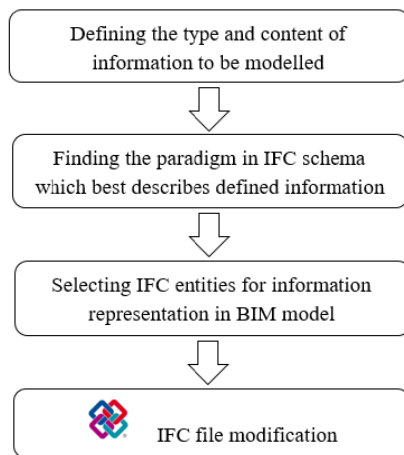 Defining the type and content of
information to be modelled
Finding the paradigm in IFC schema
which best describes defined information
Selecting IFC entities for information
representation in BIM model
IFC file modification